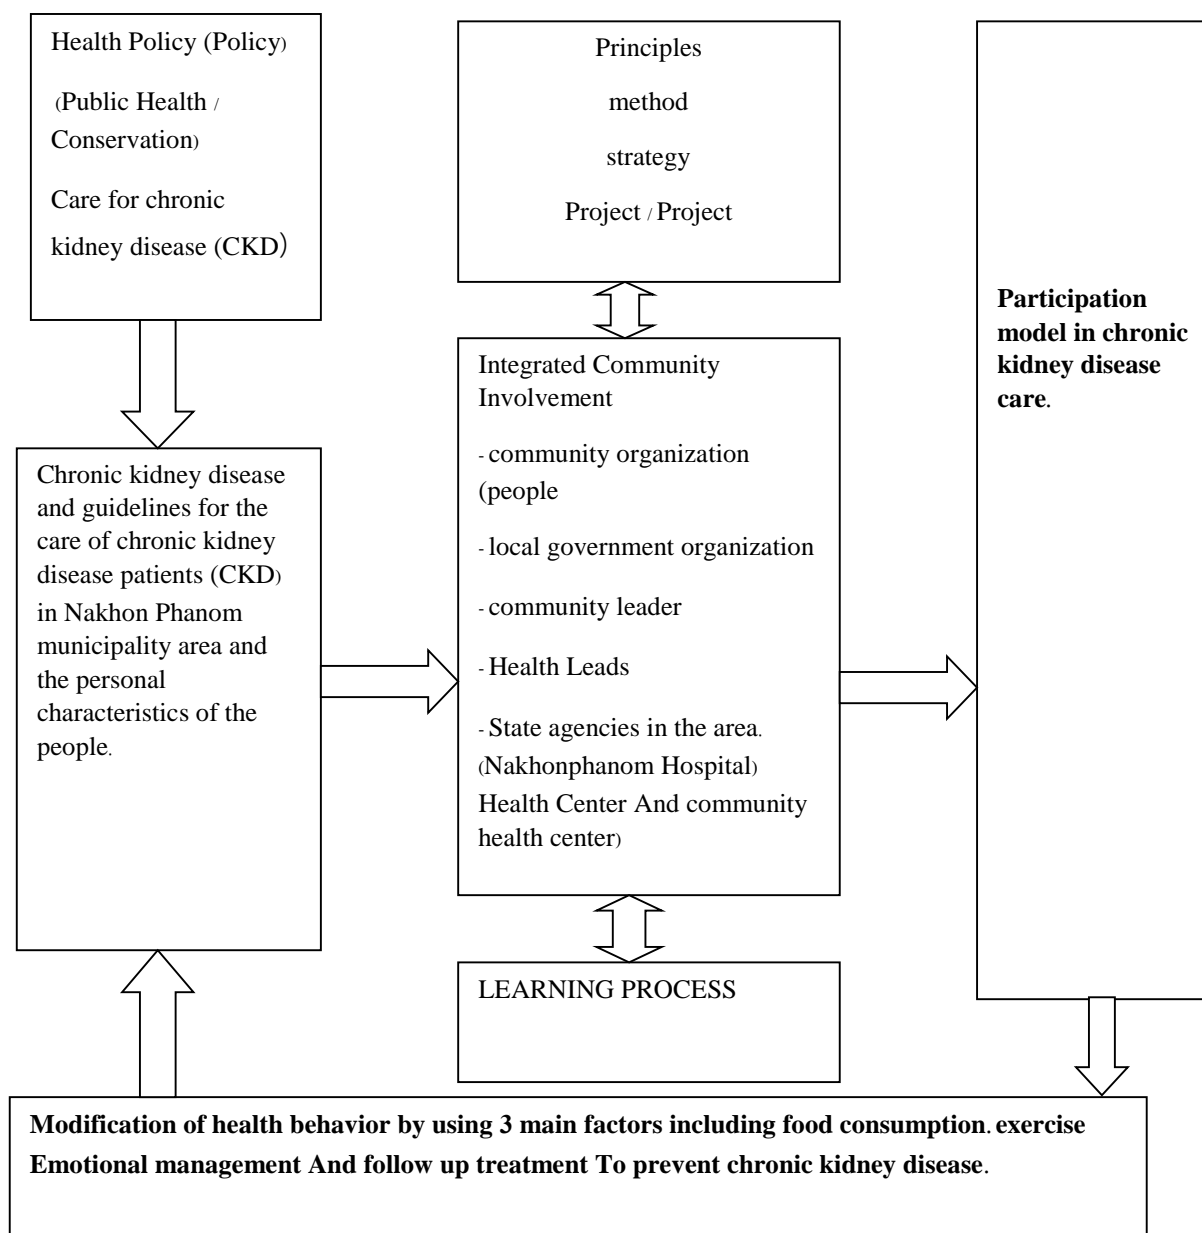 Health Policy (Policy)
(Public Health /
Conservation)
Care for chronic
kidney disease (CKD)
Principles
method
strategy
Project / Project
Participation
model in chronic
kidney disease
care.
Integrated Community
Involvement
- community organization
(people
- local government organization
- community leader
- Health Leads
- State agencies in the area.
(Nakhonphanom Hospital)
Health Center And community
health center)
Chronic kidney disease
and guidelines for the
care of chronic kidney
disease patients (CKD)
in Nakhon Phanom
municipality area and
the personal
characteristics of the
people.
LEARNING PROCESS
Modification of health behavior by using 3 main factors including food consumption. exercise
Emotional management And follow up treatment To prevent chronic kidney disease.